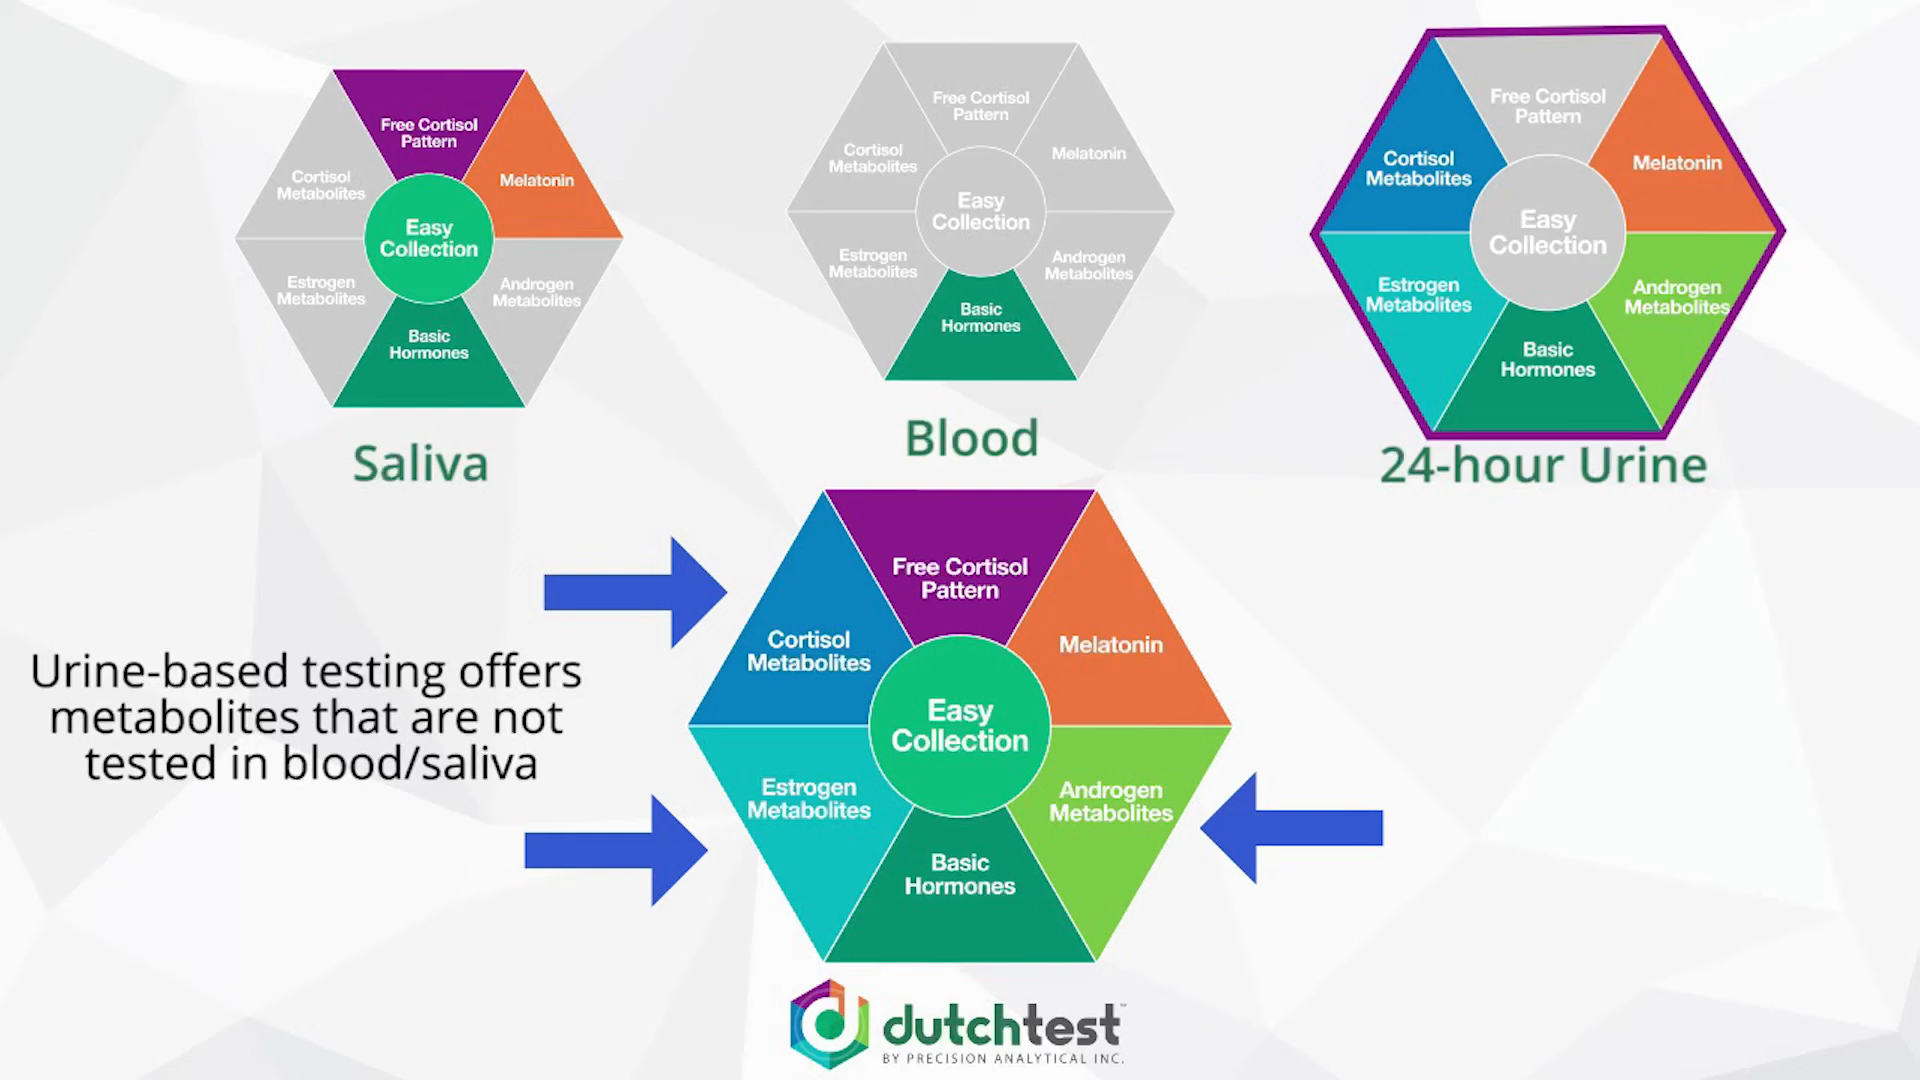 Free Cortisol
Pattern
Melatonin
Cortisol
Metabolites
Easy
Collection
Estrogen
Metabolites
Androgen
Metabolites
Basic
Hormones
Saliva
Free Cortisol
Pattern
Melatonin
Cortisol
Metabolites
Easy
Collection
Estrogen
Metabolites
Androgen
Metabolites
Basic
Hormones
Blood
Free Cortisol
Pattern
Melatonin
Cortisol
Metabolites
Easy
Collection
Estrogen
Metabolites
Androgen
Metabolites
Basic
Hormones
24-hour Urine
Urine-based testing offers
metabolites that are not
tested in blood/saliva
Free Cortisol
Pattern
Melatonin
Cortisol
Metabolites
Easy
Collection
Estrogen
Metabolites
Androgen
Metabolites
Basic
Hormones
dutchtest™
BY PRECISION ANALYTICAL INC.